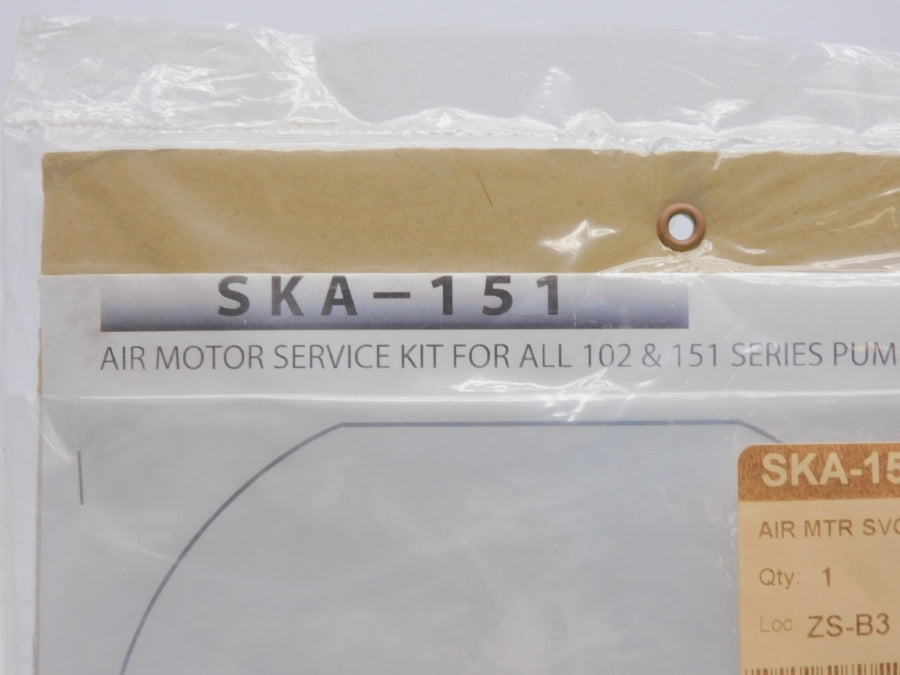 SKA-151
AIR MOTOR SERVICE KIT FOR ALL 102 & 151 SERIES PUM
SKA-15
AIR MTR SVC
Qty: 1
Loc: ZS-B3